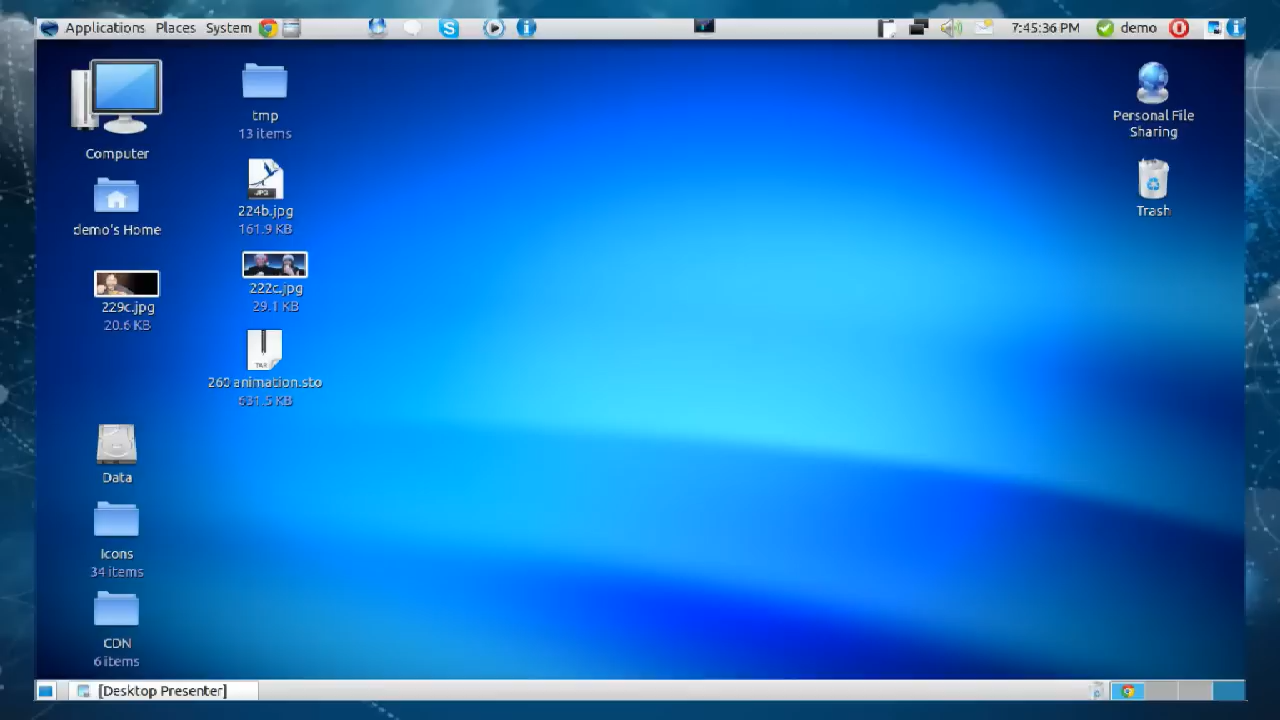 Applications Places System
7:45:36 PM demo
Computer
demo's Home
229c.jpg
20.6 KB
Data
Icons
34 items
CDN
6 items
tmp
13 items
JPG
224b.jpg
161.9 KB
222c.jpg
29.1 KB
TAR
260 animation.sto
631.5 KB
Personal File
Sharing
Trash
[Desktop Presenter]